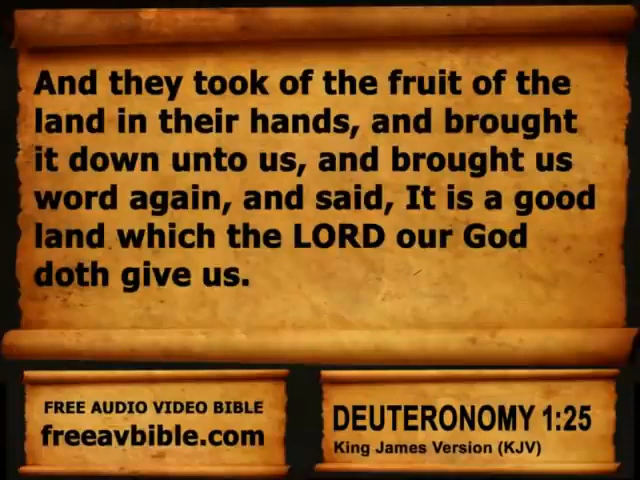 And they took of the fruit of the
land in their hands, and brought
it down unto us, and brought us
word again, and said, It is a good
land which the LORD our God
doth give us.
FREE AUDIO VIDEO BIBLE
freeavbible.com
DEUTERONOMY 1:25
King James Version (KJV)